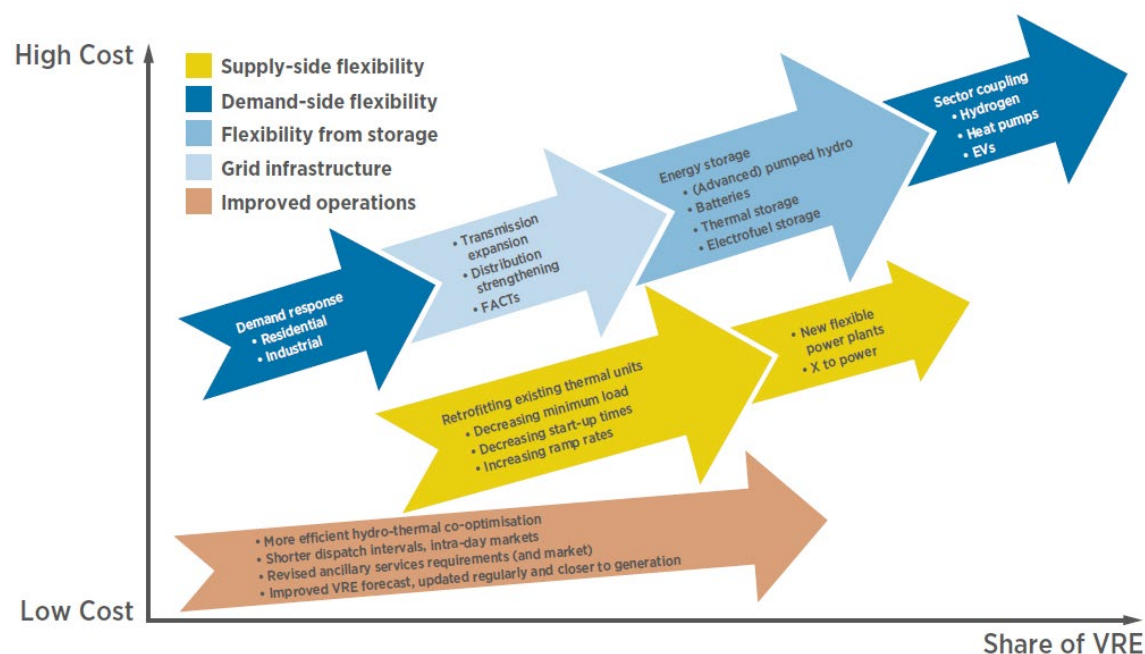 High Cost
Supply-side flexibility
Demand-side flexibility
Flexibility from storage
Grid infrastructure
Improved operations
Demand response
• Residential
• Industrial
• Transmission
expansion
• Distribution
strengthening
• FACTs
Energy storage
• (Advanced) pumped hydro
• Batteries
• Thermal storage
• Electrofuel storage
Sector coupling
• Hydrogen
• Heat pumps
• EVs
Retrofitting existing thermal units
• Decreasing minimum load
• Decreasing start-up times
• Increasing ramp rates
• New flexible
power plants
• X to power
• More efficient hydro-thermal co-optimisation
• Shorter dispatch intervals, intra-day markets
• Revised ancillary services requirements (and market)
• Improved VRE forecast, updated regularly and closer to generation
Low Cost
Share of VRE